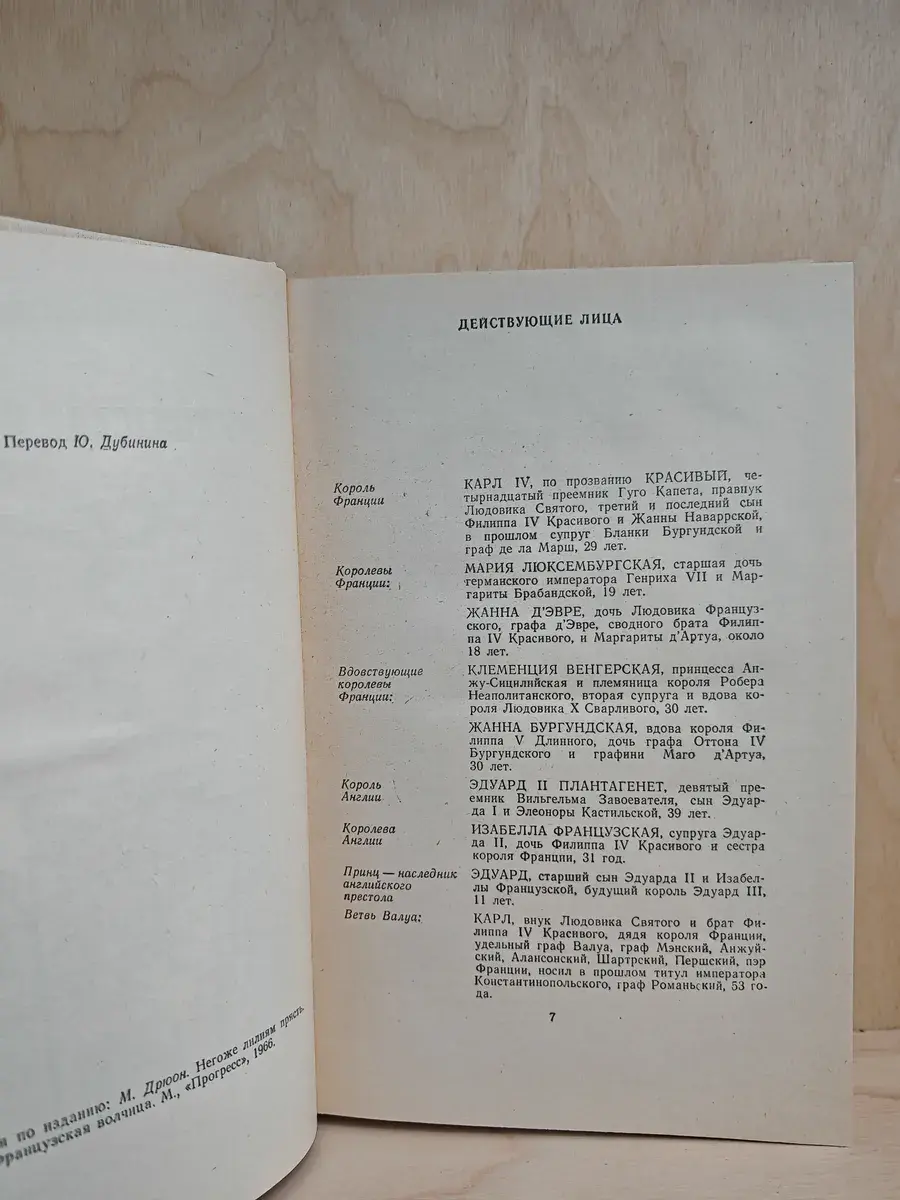 Перевод Ю. Дубинина
по изданию: М. Дрюон. Негоже лилиям прясть.
французская волчица. М., «Прогресс», 1966.
ДЕЙСТВУЮЩИЕ ЛИЦА
Король
Франции
КАРЛ IV, по прозванию КРАСИВЫЙ, че-
тырнадцатый преемник Гуго Капета, правнук
Людовика Святого, третий и последний сын
Филиппа IV Красивого и Жанны Наваррской,
в прошлом супруг Бланки Бургундской и
граф де ла Марш, 29 лет.
Королевы
Франции:
МАРИЯ ЛЮКСЕМБУРГСКАЯ, старшая дочь
германского императора Генриха VII и Мар-
гариты Брабандской, 19 лет.
ЖАННА Д'ЭВРЕ, дочь Людовика Француз-
ского, графа д'Эвре, сводного брата Филип-
па IV Красивого, и Маргариты д'Артуа, около
18 лет.
Вдовствующие
королевы
Франции:
КЛЕМЕНЦИЯ ВЕНГЕРСКАЯ, принцесса Ан-
жу-Сицилийская и племяница короля Робера
Неаполитанского, вторая супруга и вдова ко-
роля Людовика X Сварливого, 30 лет.
ЖАННА БУРГУНДСКАЯ, вдова короля Фи-
липпа V Длинного, дочь графа Оттона IV
Бургундского и графини Маго д'Артуа,
30 лет.
Король
Англии
ЭДУАРД II ПЛАНТАГЕНЕТ, девятый пре-
емник Вильгельма Завоевателя, сын Эдуар-
да I и Элеоноры Кастильской, 39 лет.
Королева
Англии
ИЗАБЕЛЛА ФРАНЦУЗСКАЯ, супруга Эдуар-
да II, дочь Филиппа IV Красивого и сестра
короля Франции, 31 год.
Принц — наследник
английского
престола
ЭДУАРД, старший сын Эдуарда II и Изабел-
лы Французской, будущий король Эдуард III,
11 лет.
Ветвь Валуа:
КАРЛ, внук Людовика Святого и брат Фи-
липпа IV Красивого, дядя короля Франции,
удельный граф Валуа, граф Мэнский, Анжуй-
ский, Алансонский, Шартрский, Першский, пэр
Франции, носил в прошлом титул императора
Константинопольского, граф Романьский, 53 го-
да.
7